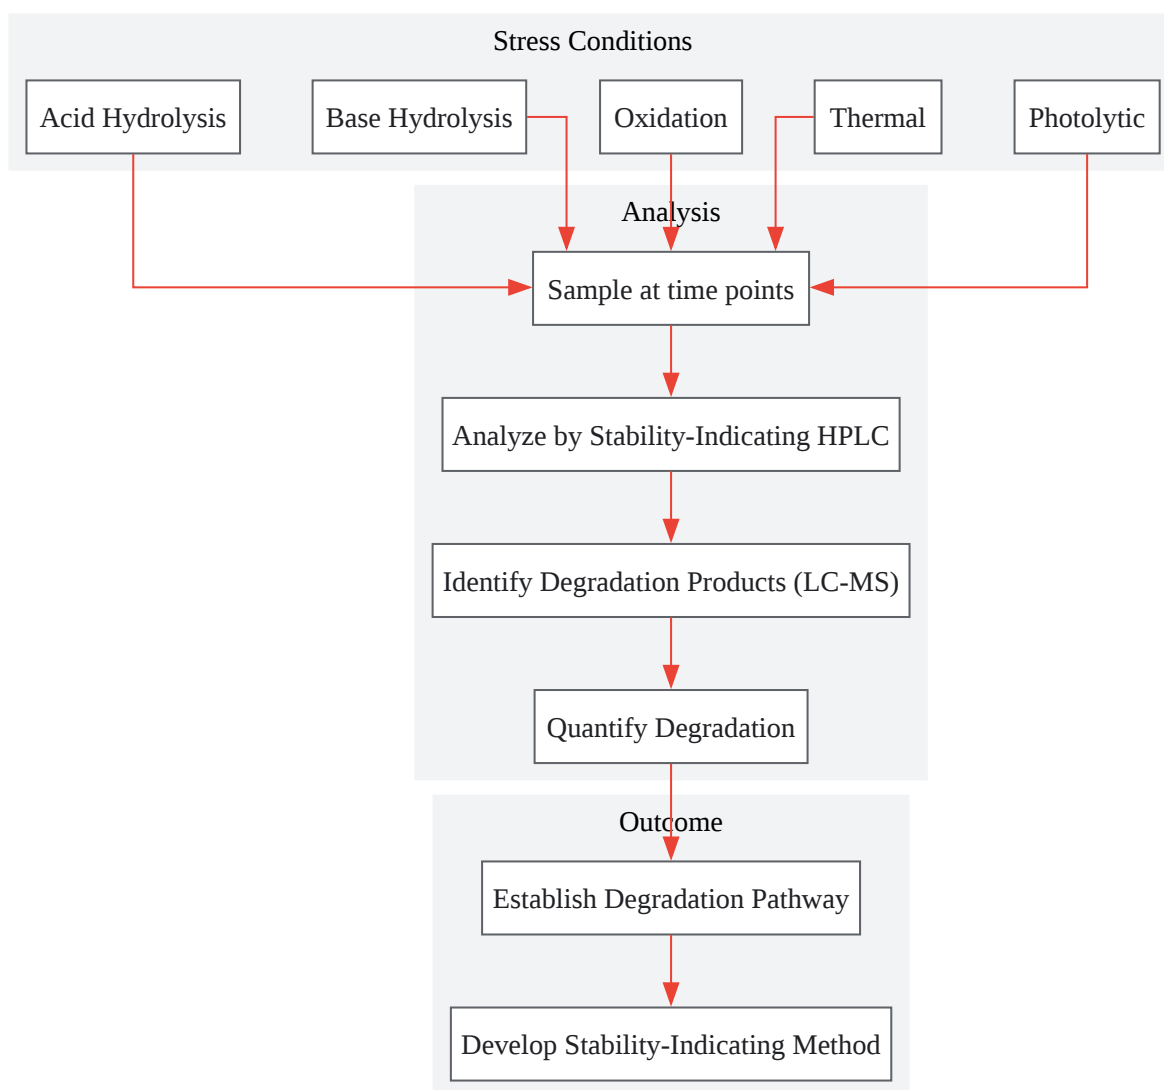 Stress Conditions
Acid Hydrolysis
Base Hydrolysis
Oxidation
Thermal
Photolytic
Analysis
Sample at time points
Analyze by Stability-Indicating HPLC
Identify Degradation Products (LC-MS)
Quantify Degradation
Outcome
Establish Degradation Pathway
Develop Stability-Indicating Method